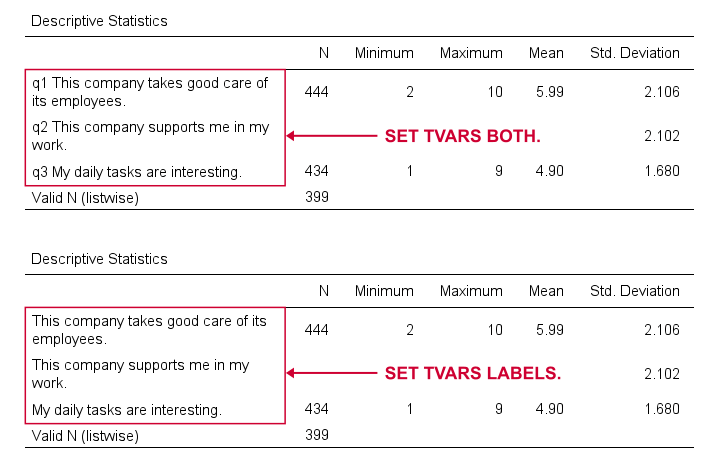 Descriptive Statistics
N Minimum Maximum Mean Std. Deviation
q1 This company takes good care of
its employees.
444 2 10 5.99 2.106
q2 This company supports me in my
work.
SET TVARS BOTH.
2.102
q3 My daily tasks are interesting. 434 1 9 4.90 1.680
Valid N (listwise) 399
Descriptive Statistics
N Minimum Maximum Mean Std. Deviation
This company takes good care of its
employees.
444 2 10 5.99 2.106
This company supports me in my
work.
SET TVARS LABELS.
2.102
My daily tasks are interesting. 434 1 9 4.90 1.680
Valid N (listwise) 399